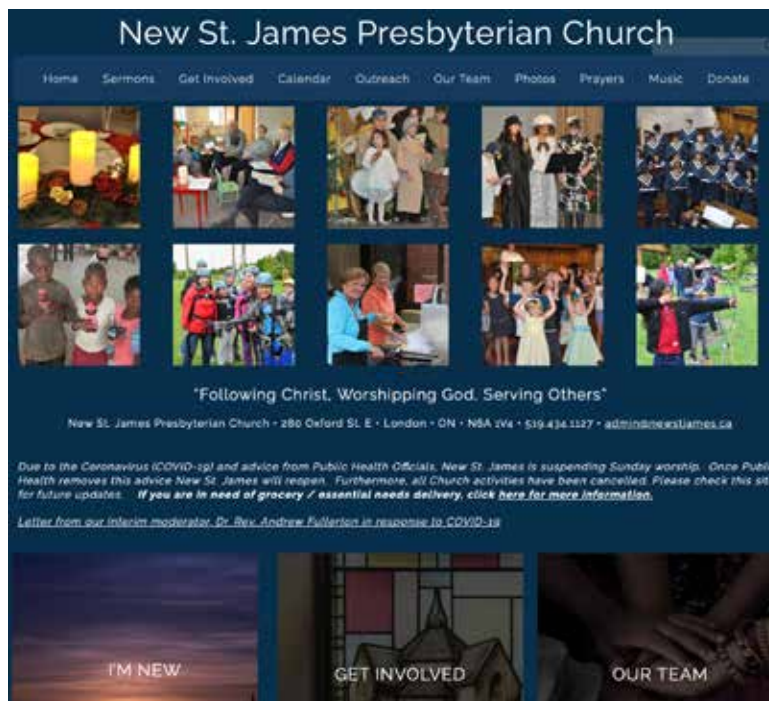 New St. James Presbyterian Church
Home Sermons Get Involved Calendar Outreach Our Team Photos Prayers Music Donate
"Following Christ, Worshipping God, Serving Others"
New St. James Presbyterian Church • 280 Oxford St. E • London • ON • N6A 1V4 • 519.434.1127 • admin@newstjames.ca
Due to the Coronavirus (COVID-19) and advice from Public Health Officials, New St. James is suspending Sunday worship. Once Publi
Health removes this advice New St. James will reopen. Furthermore, all Church activities have been cancelled. Please check this sit
for future updates. If you are in need of grocery / essential needs delivery, click here for more information.
Letter from our interim moderator, Dr. Rev. Andrew Fullerton in response to COVID-19
I'M NEW
GET INVOLVED
OUR TEAM